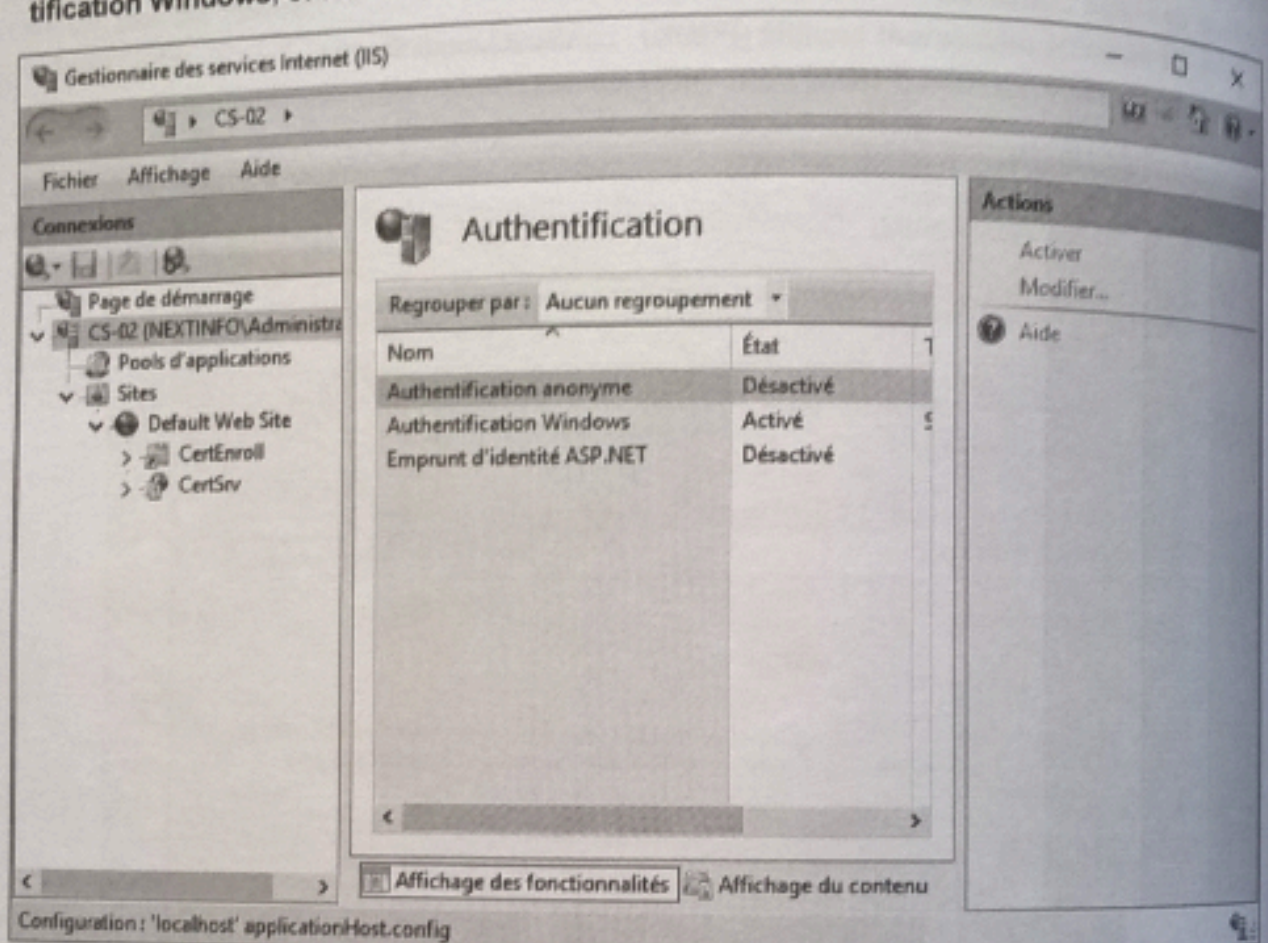 tification Windows,
Gestionnaire des services Internet (IIS)
CS-02
Fichier Affichage Aide
Connexions
Page de démarrage
CS-02 (NEXTINFO\Administra
Pools d'applications
Sites
Default Web Site
CertEnroll
CertSrv
Authentification
Regrouper par : Aucun regroupement
Nom État
Authentification anonyme Désactivé
Authentification Windows Activé
Emprunt d'identité ASP.NET Désactivé
Affichage des fonctionnalités Affichage du contenu
Actions
Activer
Modifier...
Aide
Configuration : 'localhost' applicationHost.config